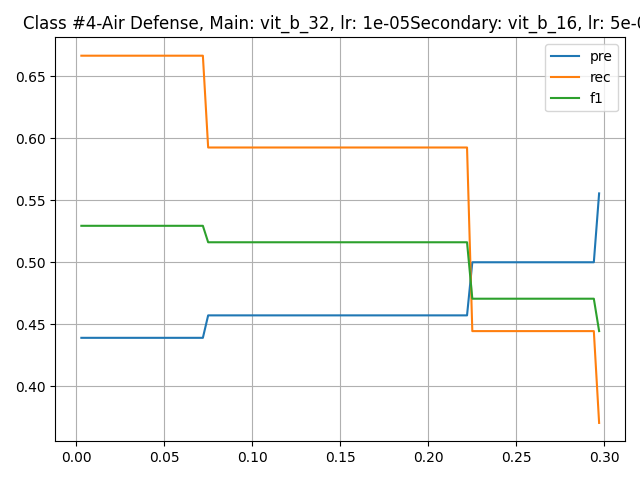 Class #4-Air Defense, Main: vit_b_32, lr: 1e-05Secondary: vit_b_16, lr: 5e-0
pre
rec
f1
0.65
0.60
0.55
0.50
0.45
0.40
0.00 0.05 0.10 0.15 0.20 0.25 0.30